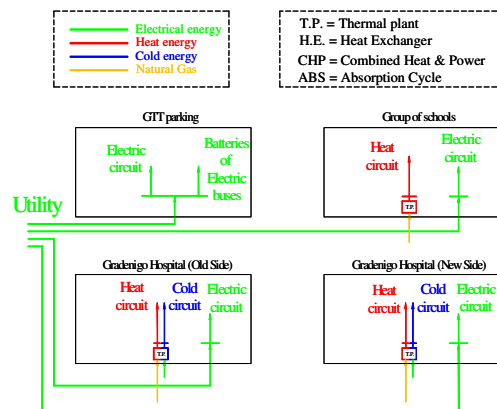 Electrical energy
Heat energy
Cold energy
Natural Gas
T.P. = Thermal plant
H.E. = Heat Exchanger
CHP = Combined Heat & Power
ABS = Absorption Cycle
GTT parking
Electric
circuit
Batteries
of
Electric
buses
Group of schools
Heat
circuit
Electric
circuit
T.P.
Utility
Gradenigo Hospital (Old Side)
Heat
circuit
Cold
circuit
Electric
circuit
T.P.
Gradenigo Hospital (New Side)
Heat
circuit
Cold
circuit
Electric
circuit
T.P.